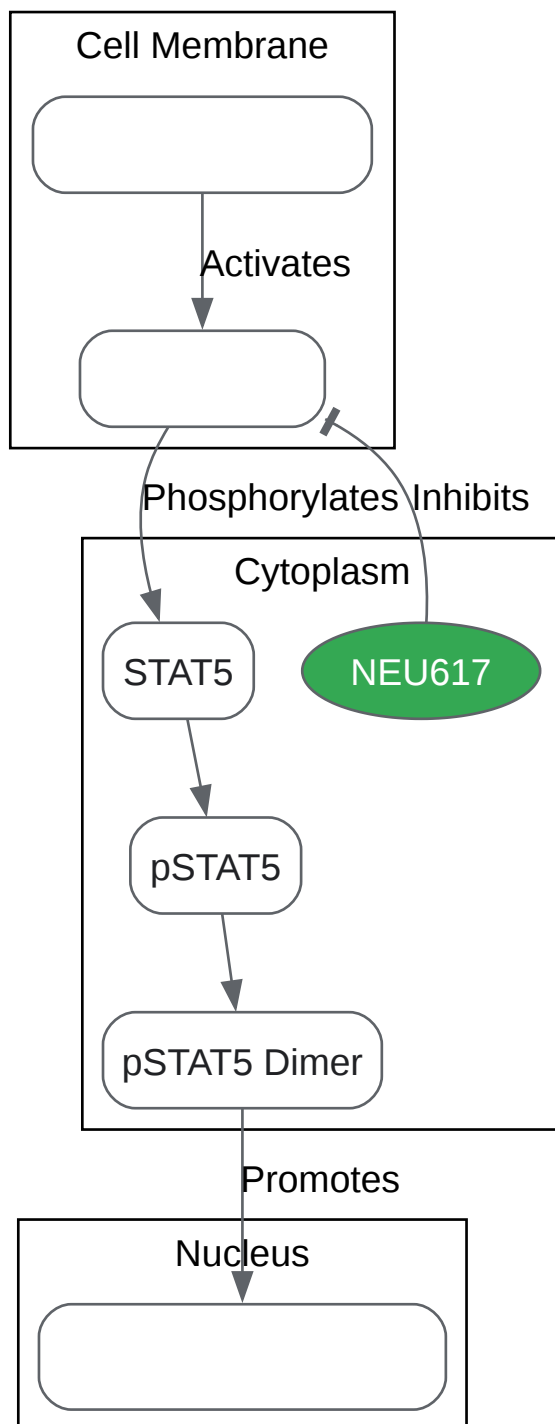 Cell Membrane
Activates
Phosphorylates
Inhibits
Cytoplasm
STAT5
NEU617
pSTAT5
pSTAT5 Dimer
Promotes
Nucleus